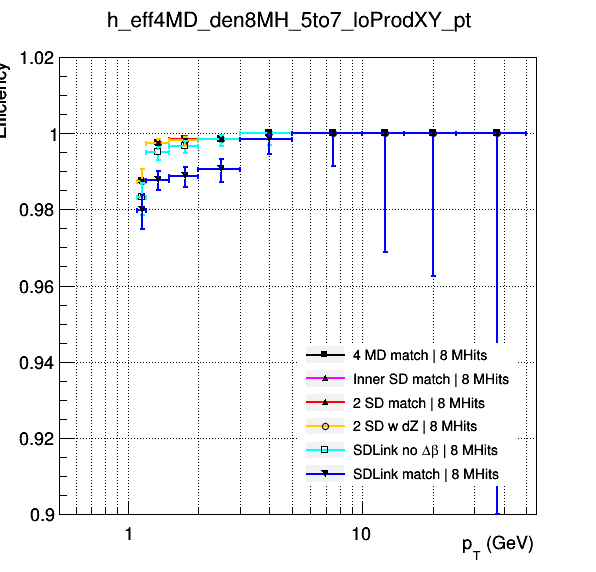 h_eff4MD_den8MH_5to7_loProdXY_pt
Efficiency
1.02
1
0.98
0.96
0.94
0.92
0.9
4 MD match | 8 MHits
Inner SD match | 8 MHits
2 SD match | 8 MHits
2 SD w dZ | 8 MHits
SDLink no Δβ | 8 MHits
SDLink match | 8 MHits
1
10
p_T (GeV)